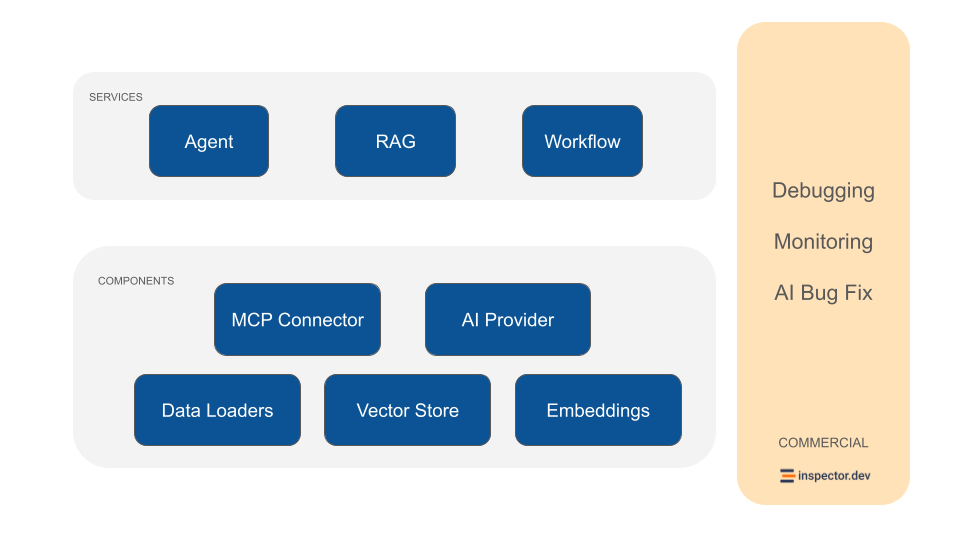 SERVICES
Agent
RAG
Workflow
COMPONENTS
MCP Connector
AI Provider
Data Loaders
Vector Store
Embeddings
Debugging
Monitoring
AI Bug Fix
COMMERCIAL
inspector.dev